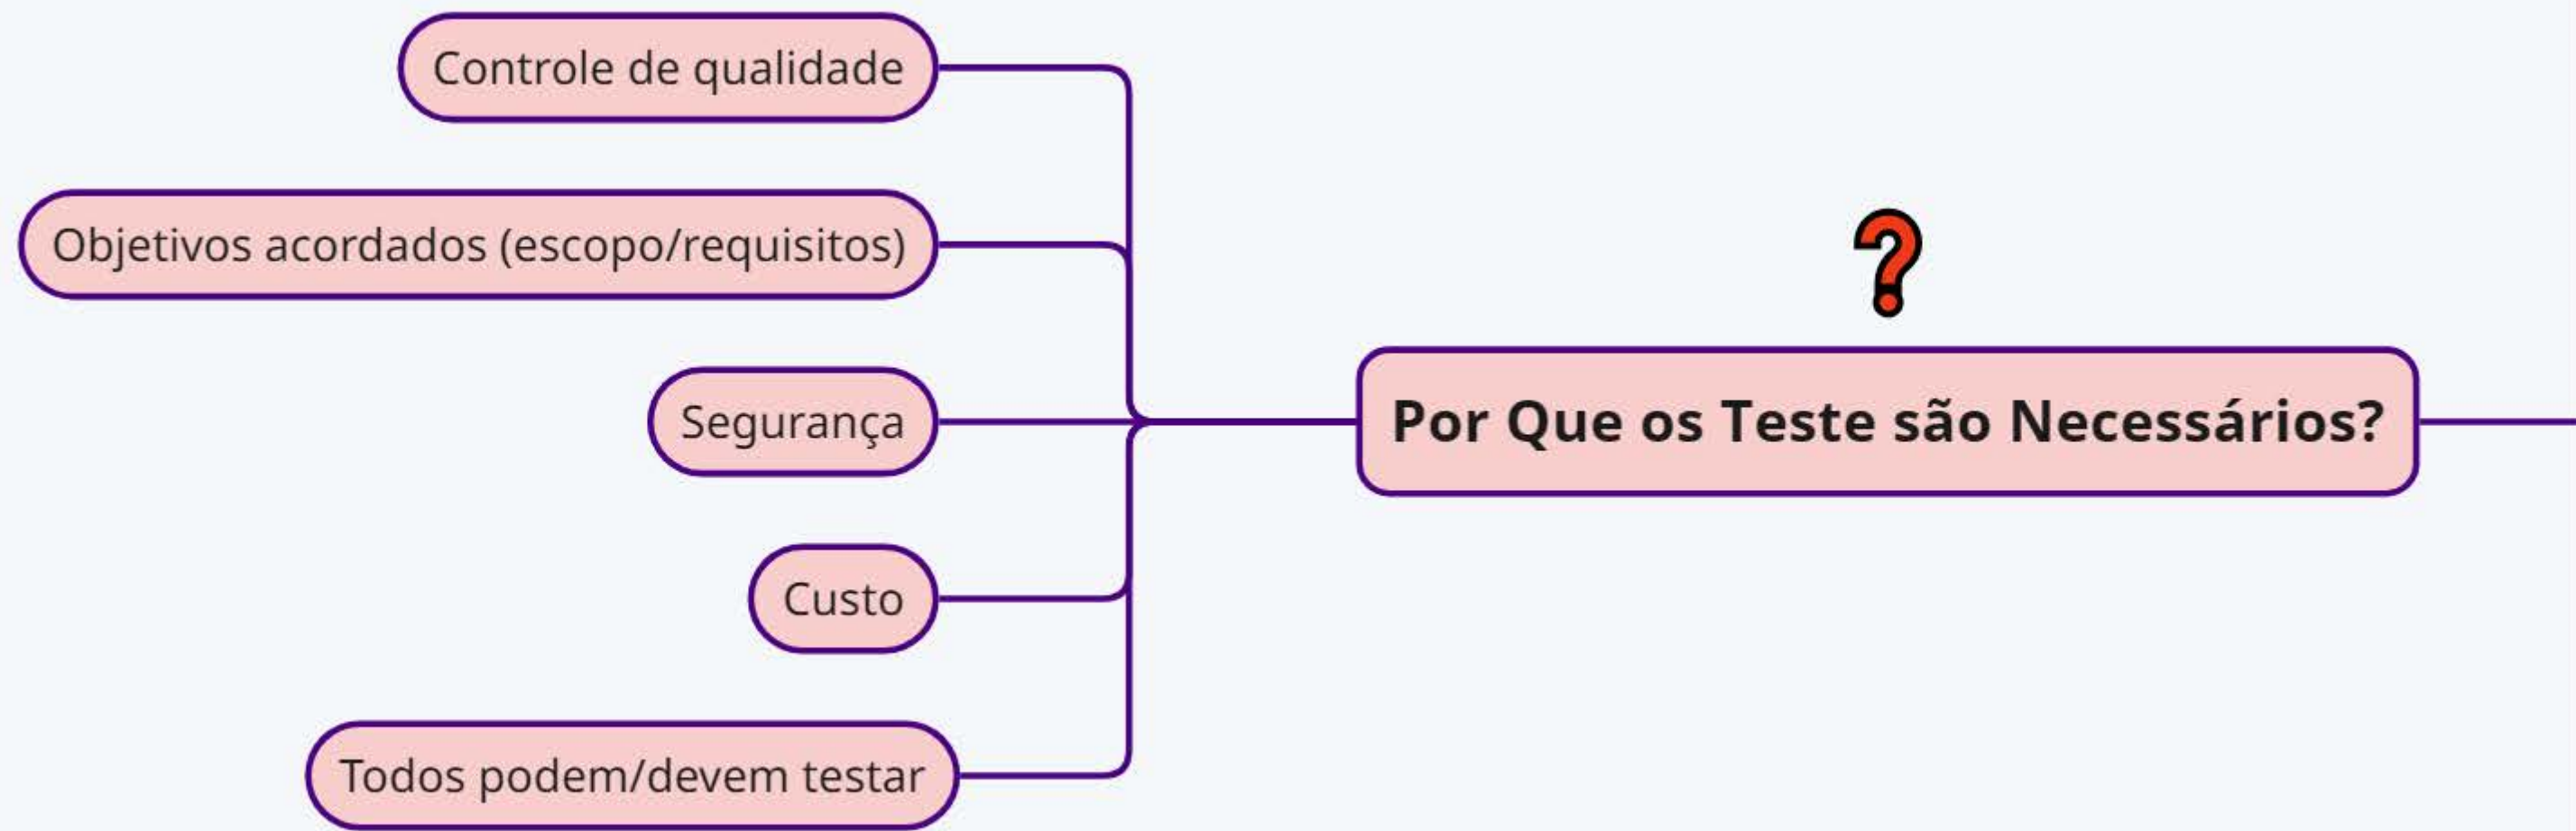 Controle de qualidade
Objetivos acordados (escopo/requisitos)
Segurança
Custo
Todos podem/devem testar
Por Que os Teste são Necessários?